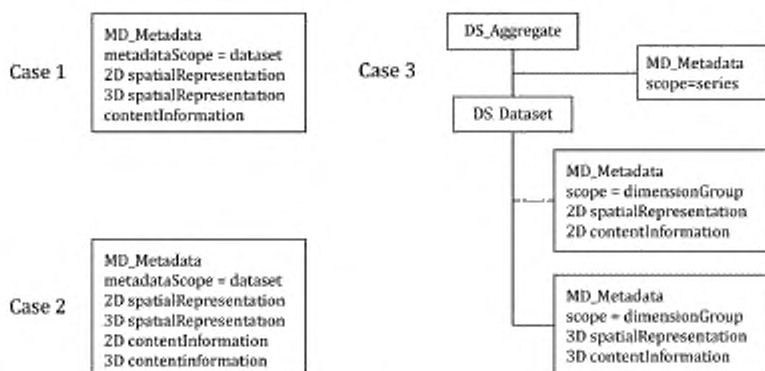 Case 1
MD_Metadata
metadataScope = dataset
2D spatialRepresentation
3D spatialRepresentation
contentInformation
Case 2
MD_Metadata
metadataScope = dataset
2D spatialRepresentation
3D spatialRepresentation
2D contentInformation
3D contentinformation
Case 3
DS_Aggregate
MD_Metadata
scope=series
DS_Dataset
MD_Metadata
scope = dimensionGroup
2D spatialRepresentation
2D contentInformation
MD_Metadata
scope = dimensionGroup
3D spatialRepresentation
3D contentInformation